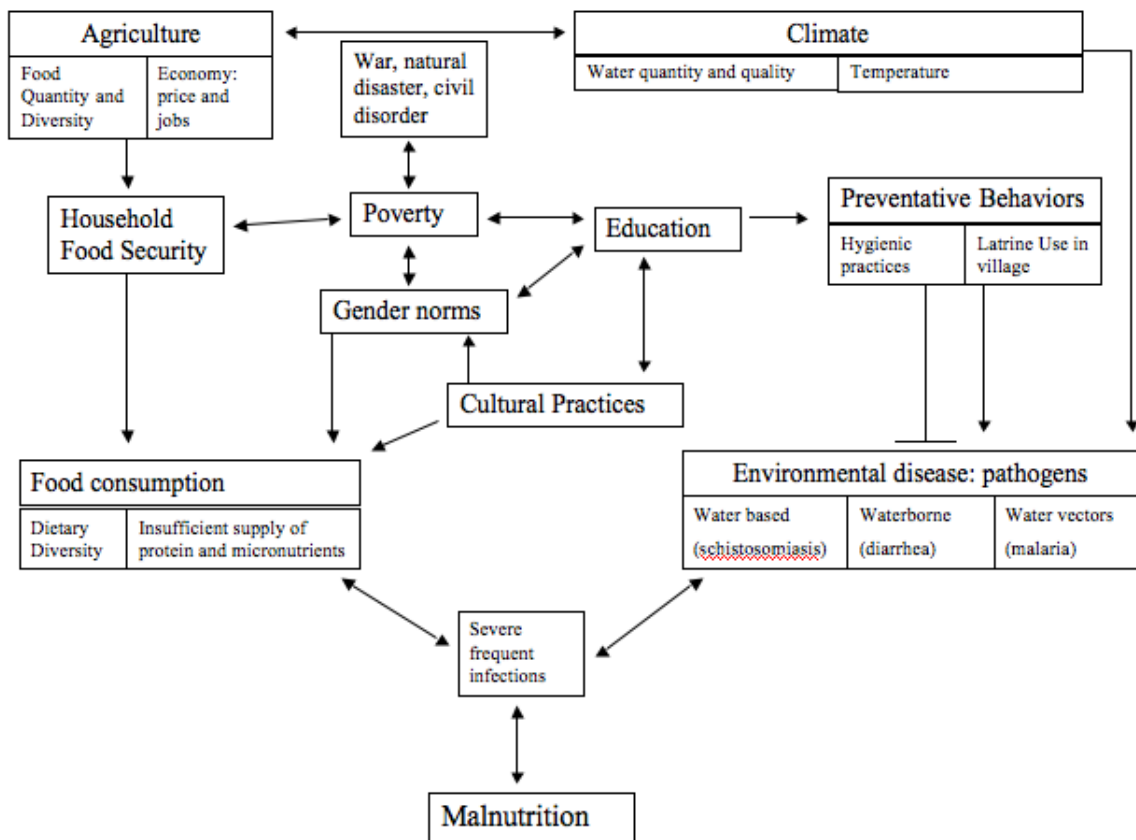 Agriculture
Food
Quantity and
Diversity
Economy:
price and
jobs
War, natural
disaster, civil
disorder
Climate
Water quantity and quality
Temperature
Household
Food Security
Poverty
Education
Preventative Behaviors
Hygienic
practices
Latrine Use in
village
Gender norms
Cultural Practices
Food consumption
Dietary
Diversity
Insufficient supply of
protein and micronutrients
Environmental disease: pathogens
Water based
(schistosomiasis)
Waterborne
(diarrhea)
Water vectors
(malaria)
Severe
frequent
infections
Malnutrition